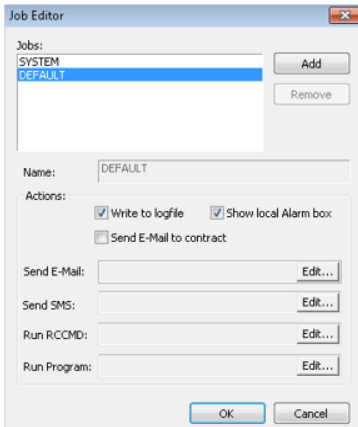 Job Editor
Jobs:
SYSTEM
DEFAULT
Add
Remove
Name:
DEFAULT
Actions:
Write to logfile
Show local Alarm box
Send E-Mail to contract
Send E-Mail:
Edit...
Send SMS:
Edit...
Run RCCMD:
Edit...
Run Program:
Edit...
OK
Cancel